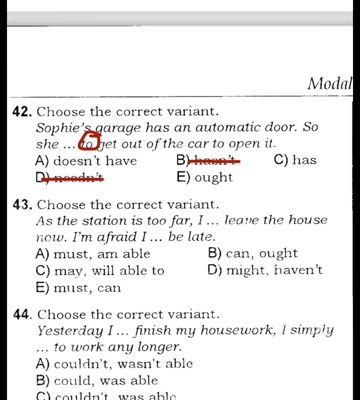 Modal
42. Choose the correct variant.
Sophie's garage has an automatic door. So
she ... to get out of the car to open it.
A) doesn't have B) hasn't C) has
D) needn't E) ought
43. Choose the correct variant.
As the station is too far, I ... leave the house
now. I'm afraid I ... be late.
A) must, am able B) can, ought
C) may, will able to D) might, haven't
E) must, can
44. Choose the correct variant.
Yesterday I ... finish my housework, I simply
... to work any longer.
A) couldn't, wasn't able
B) could, was able
C) couldn't, was able